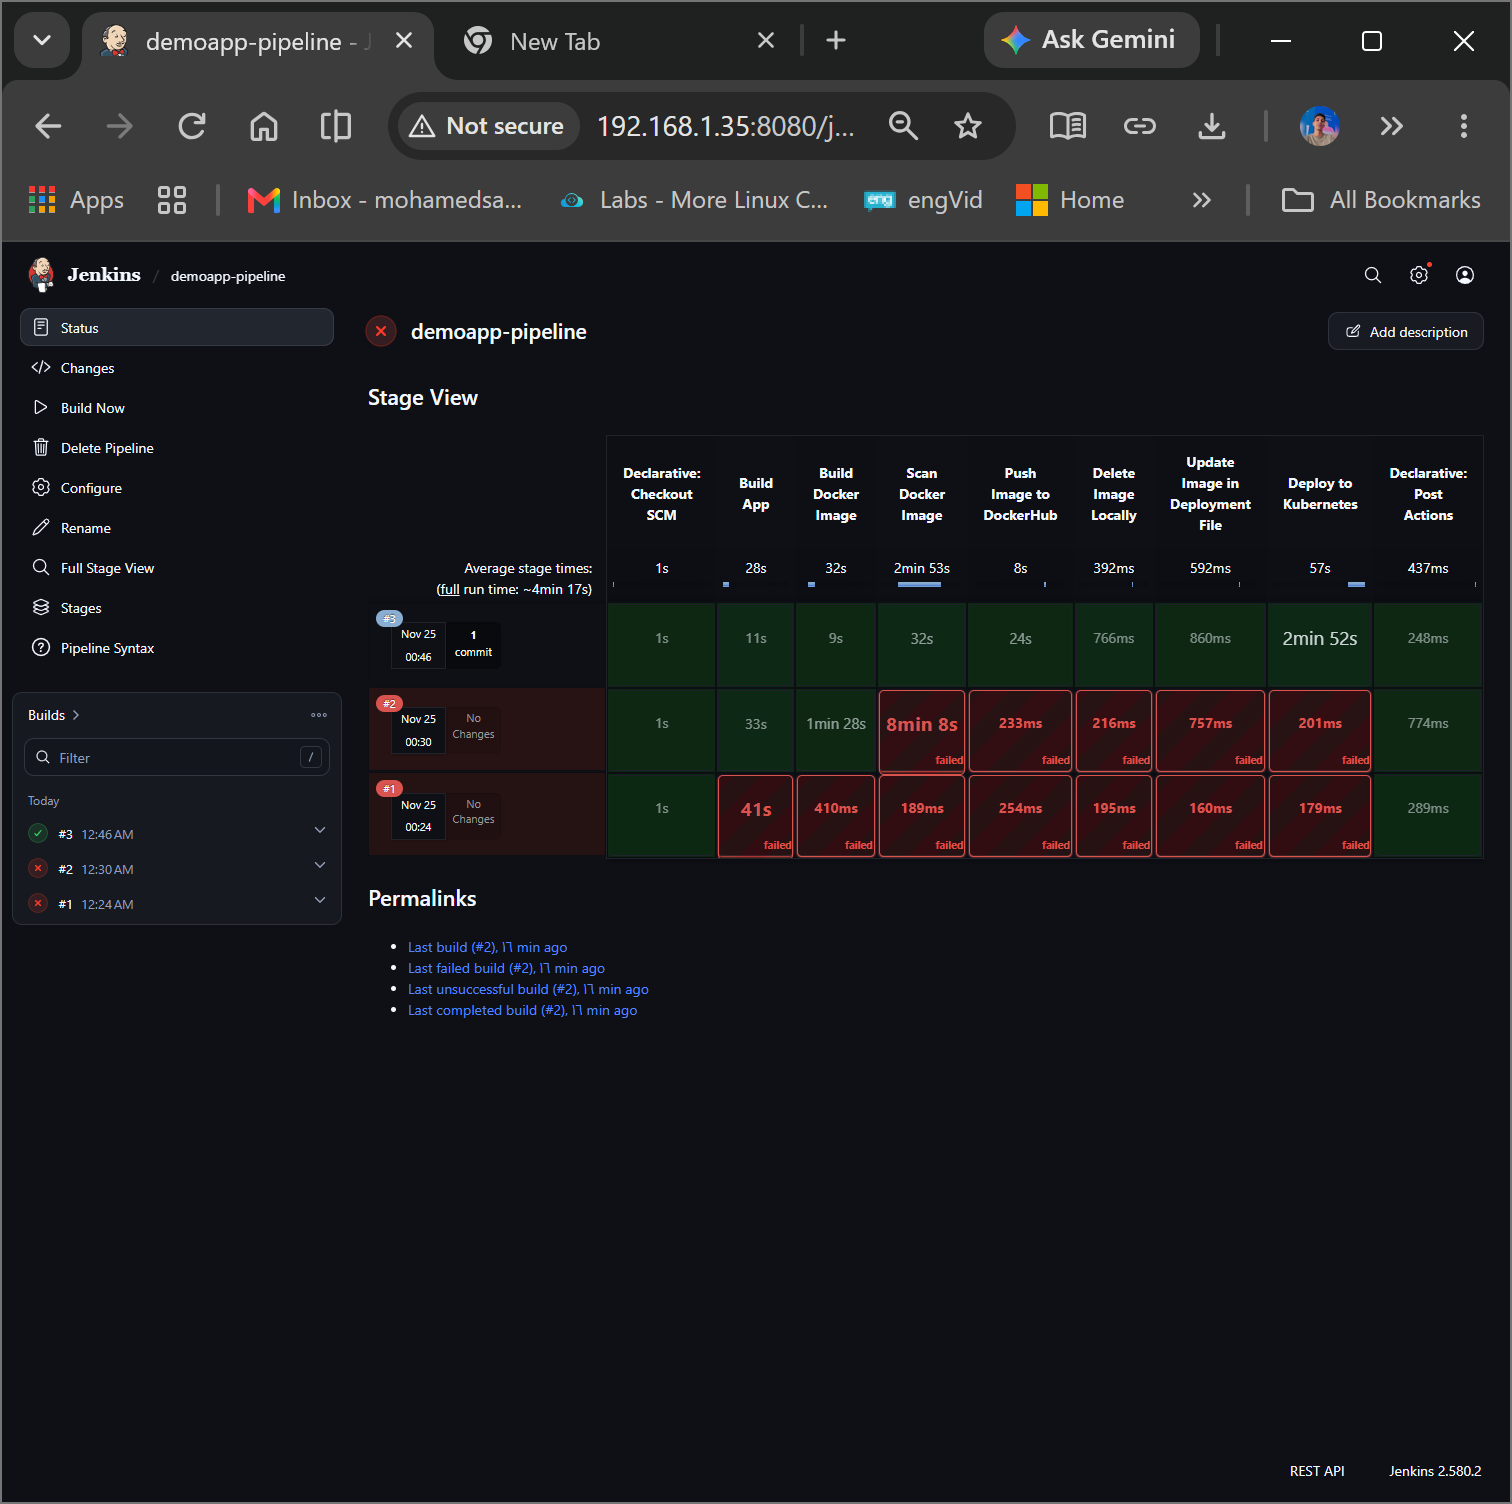 demoapp-pipeline - J
New Tab
Ask Gemini
Not secure
192.168.1.35:8080/j...
Apps
Inbox - mohamedsa...
Labs - More Linux C...
eng
engVid
Home
All Bookmarks
Jenkins / demoapp-pipeline
Status
Changes
Build Now
Delete Pipeline
Configure
Rename
Full Stage View
Stages
Pipeline Syntax
Builds
Filter
/
Today
#3 12:46 AM
#2 12:30 AM
#1 12:24 AM
demoapp-pipeline
Add description
Stage View
Declarative:
Checkout
SCM
Build
App
Build
Docker
Image
Scan
Docker
Image
Push
Image to
DockerHub
Delete
Image
Locally
Update
Image in
Deployment
File
Deploy to
Kubernetes
Declarative:
Post
Actions
Average stage times:
(full run time: ~4min 17s)
1s 28s 32s 2min 53s 8s 392ms 592ms 57s 437ms
#3
Nov 25
00:46
1
commit
1s 11s 9s 32s 24s 766ms 860ms 2min 52s 248ms
#2
Nov 25
00:30
No
Changes
1s 33s 1min 28s 8min 8s 233ms 216ms 757ms 201ms 774ms
failed failed failed failed failed
#1
Nov 25
00:24
No
Changes
1s 41s 410ms 189ms 254ms 195ms 160ms 179ms 289ms
failed failed failed failed failed failed failed
Permalinks
Last build (#2), ١٦ min ago
Last failed build (#2), ١٦ min ago
Last unsuccessful build (#2), ١٦ min ago
Last completed build (#2), ١٦ min ago
REST API
Jenkins 2.580.2